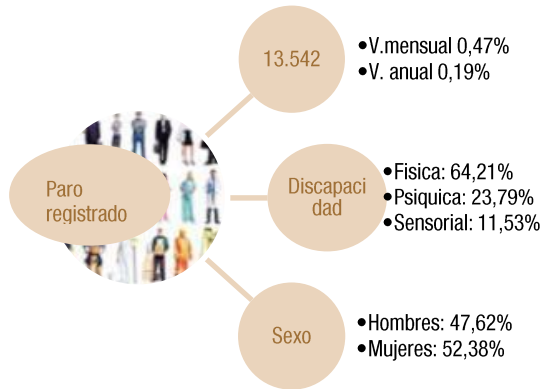 13.542
•V.mensual 0,47%
•V. anual 0,19%
Paro
registrado
Discapaci
dad
•Fisica: 64,21%
•Psiquica: 23,79%
•Sensorial: 11,53%
Sexo
•Hombres: 47,62%
•Mujeres: 52,38%